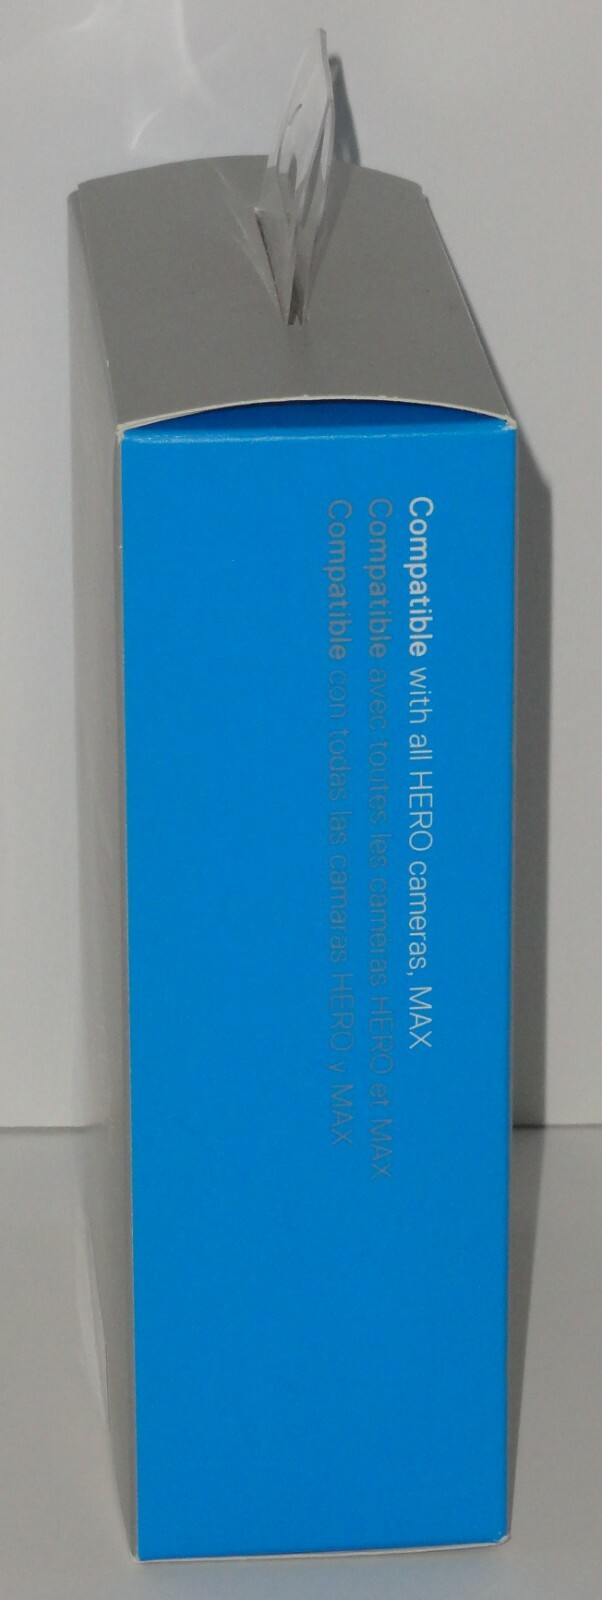 Compatible with all HERO cameras, MAX
Compatible avec toutes les cameras HERO et MAX
Compatible con todas las cámaras HERO y MAX